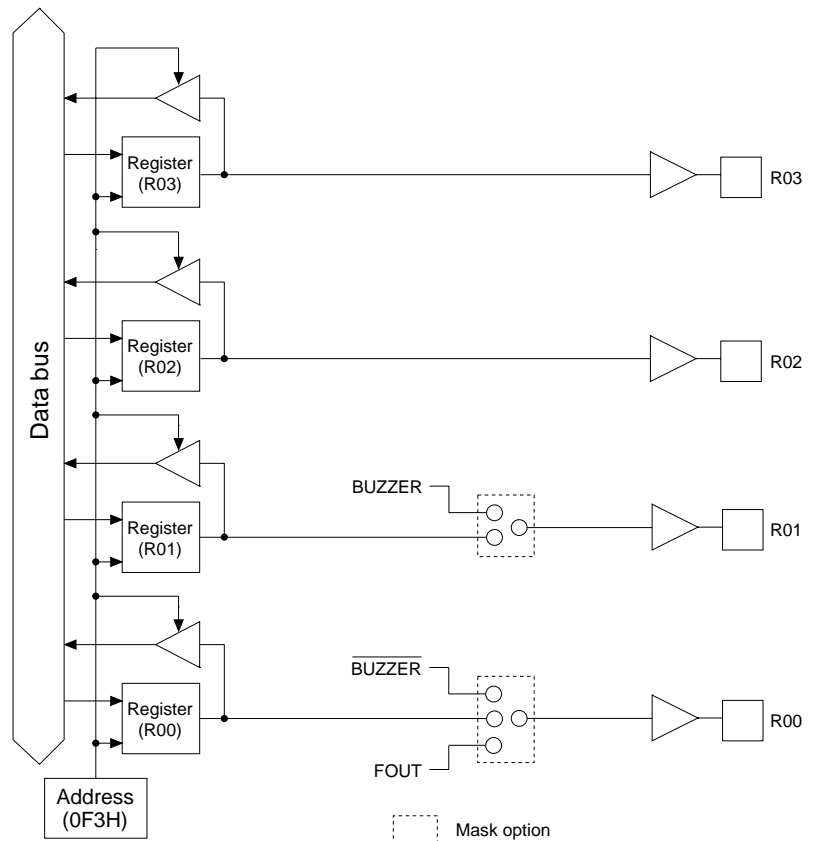 Register
(R03)
R03
Register
(R02)
R02
Data bus
BUZZER
Register
(R01)
R01
BUZZER
Register
(R00)
R00
FOUT
Address
(0F3H)
Mask option